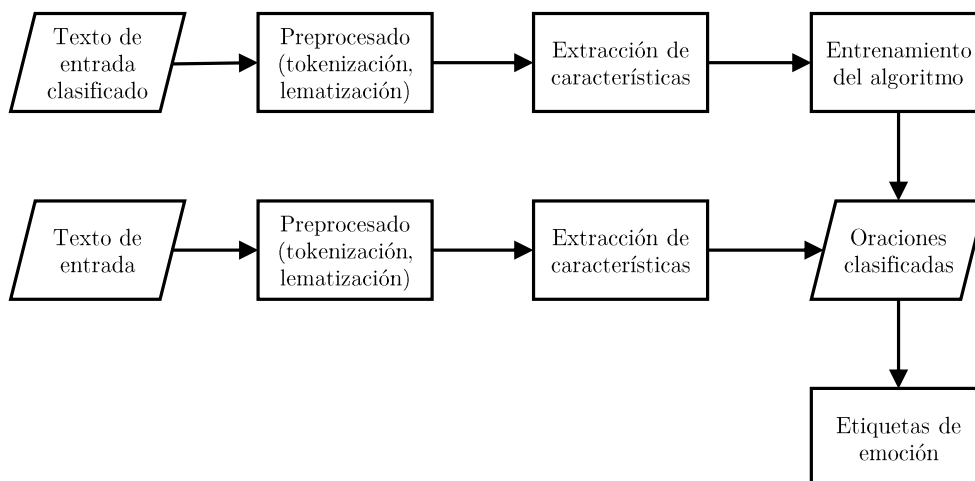 Texto de
entrada
clasificado
Preprocesado
(tokenización,
lematización)
Extracción de
características
Entrenamiento
del algoritmo
Texto de
entrada
Preprocesado
(tokenización,
lematización)
Extracción de
características
Oraciones
clasificadas
Etiquetas de
emoción